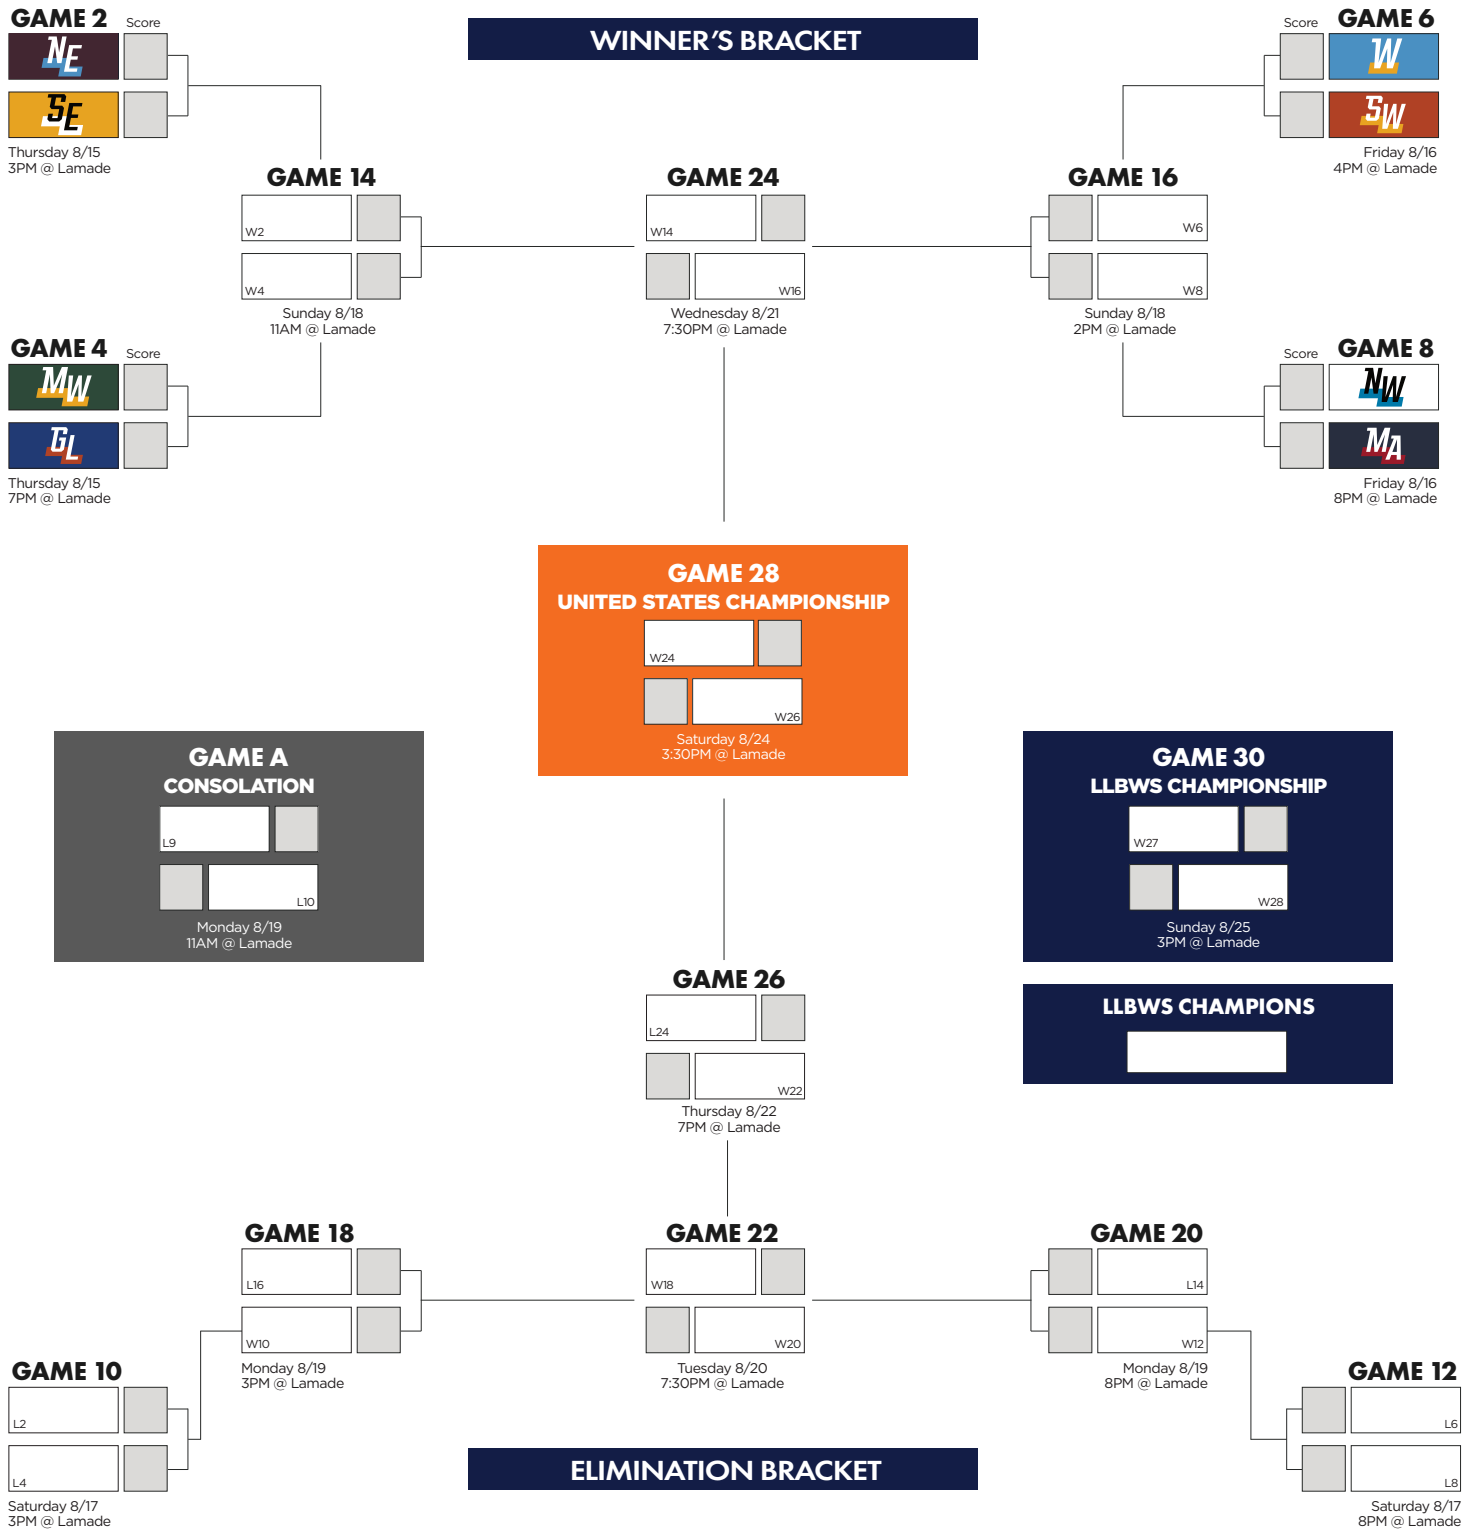 WINNER'S BRACKET
GAME 2
Score
NE
SE
Thursday 8/15
3PM @ Lamade
GAME 6
Score
W
SW
Friday 8/16
4PM @ Lamade
GAME 14
W2
W4
Sunday 8/18
11AM @ Lamade
GAME 24
W14
W16
Wednesday 8/21
7:30PM @ Lamade
GAME 16
W6
W8
Sunday 8/18
2PM @ Lamade
GAME 4
Score
MW
GL
Thursday 8/15
7PM @ Lamade
GAME 8
Score
NW
MA
Friday 8/16
8PM @ Lamade
GAME 28
UNITED STATES CHAMPIONSHIP
W24
W26
Saturday 8/24
3:30PM @ Lamade
GAME A
CONSOLATION
L9
L10
Monday 8/19
11AM @ Lamade
GAME 30
LLBWS CHAMPIONSHIP
W27
W28
Sunday 8/25
3PM @ Lamade
LLBWS CHAMPIONS
GAME 26
L24
W22
Thursday 8/22
7PM @ Lamade
GAME 18
L16
W10
Monday 8/19
3PM @ Lamade
GAME 22
W18
W20
Tuesday 8/20
7:30PM @ Lamade
GAME 20
L14
W12
Monday 8/19
8PM @ Lamade
GAME 10
L2
L4
Saturday 8/17
3PM @ Lamade
GAME 12
L6
L8
Saturday 8/17
8PM @ Lamade
ELIMINATION BRACKET